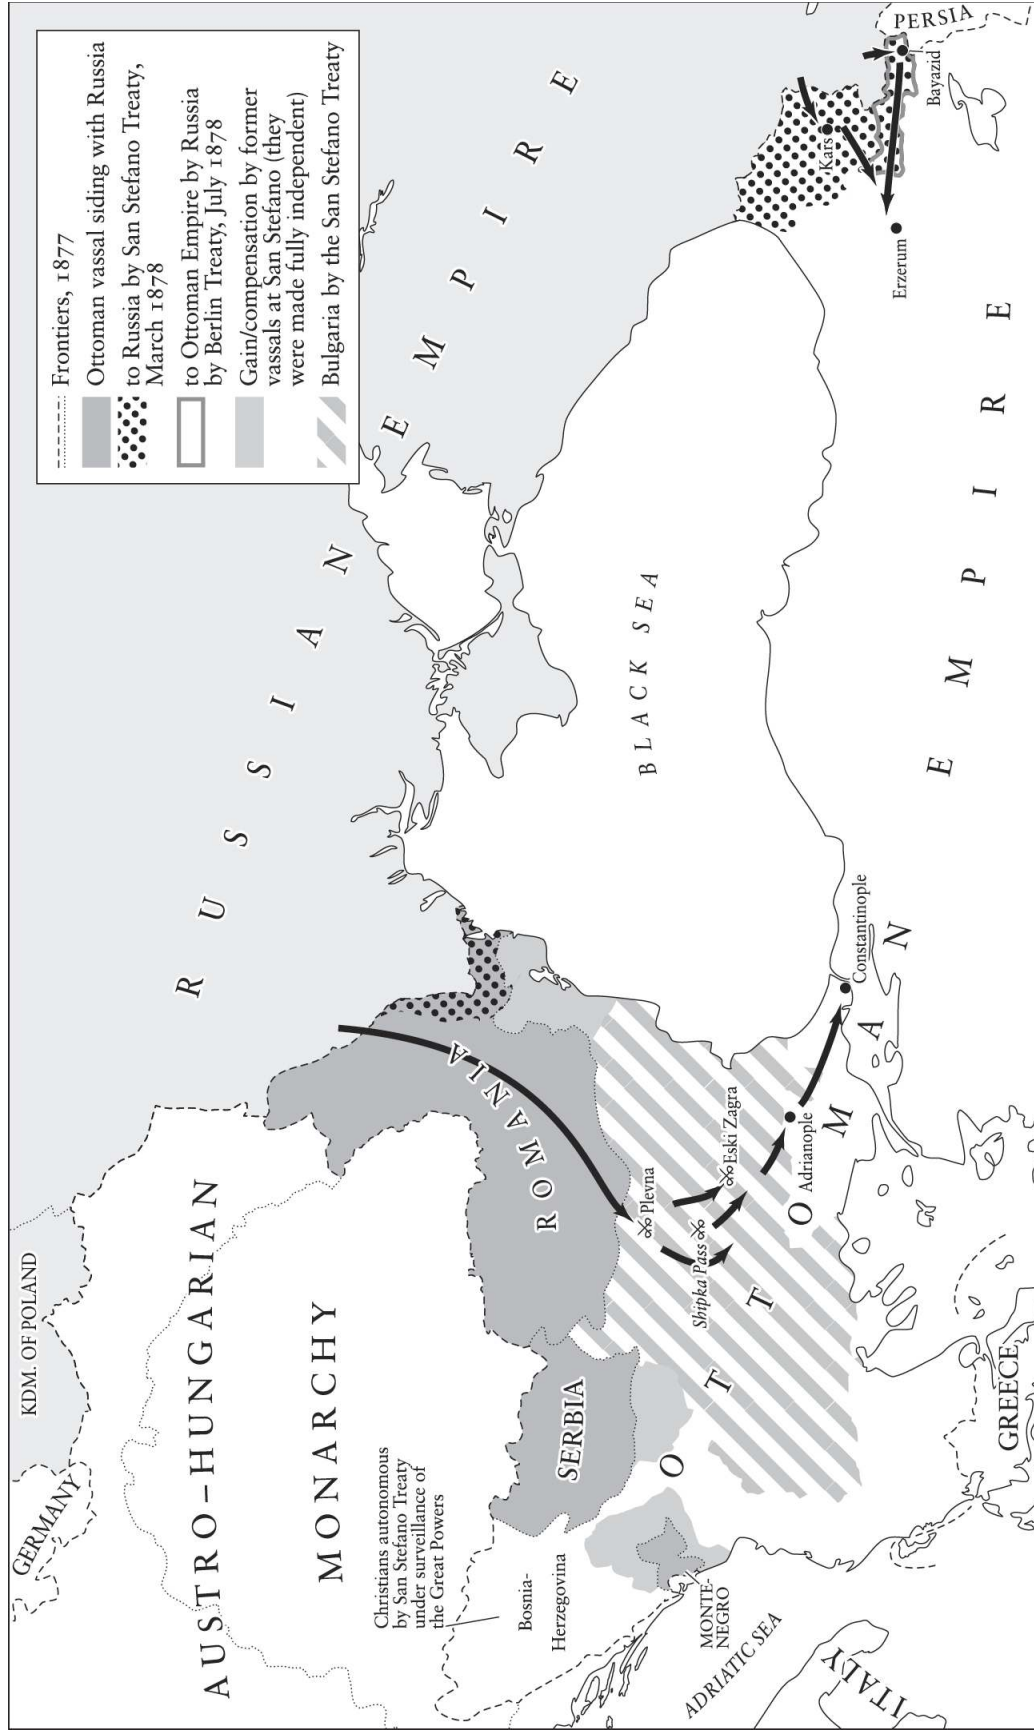 Frontiers, 1877
Ottoman vassal siding with Russia
to Russia by San Stefano Treaty,
March 1878
to Ottoman Empire by Russia
by Berlin Treaty, July 1878
Gain/compensation by former
vassals at San Stefano (they
were made fully independent)
Bulgaria by the San Stefano Treaty
GERMANY
KDM. OF POLAND
RUSSIAN EMPIRE
AUSTRO–HUNGARIAN
MONARCHY
Christians autonomous
by San Stefano Treaty
under surveillance of
the Great Powers
Bosnia-
Herzegovina
SERBIA
ROMANIA
MONTE-
NEGRO
ADRIATIC SEA
ITALY
GREECE
Plevna
Shipka Pass
Eski Zagra
Adrianople
Constantinople
BLACK SEA
OTTOMAN EMPIRE
Kars
Erzerum
Bayazid
PERSIA